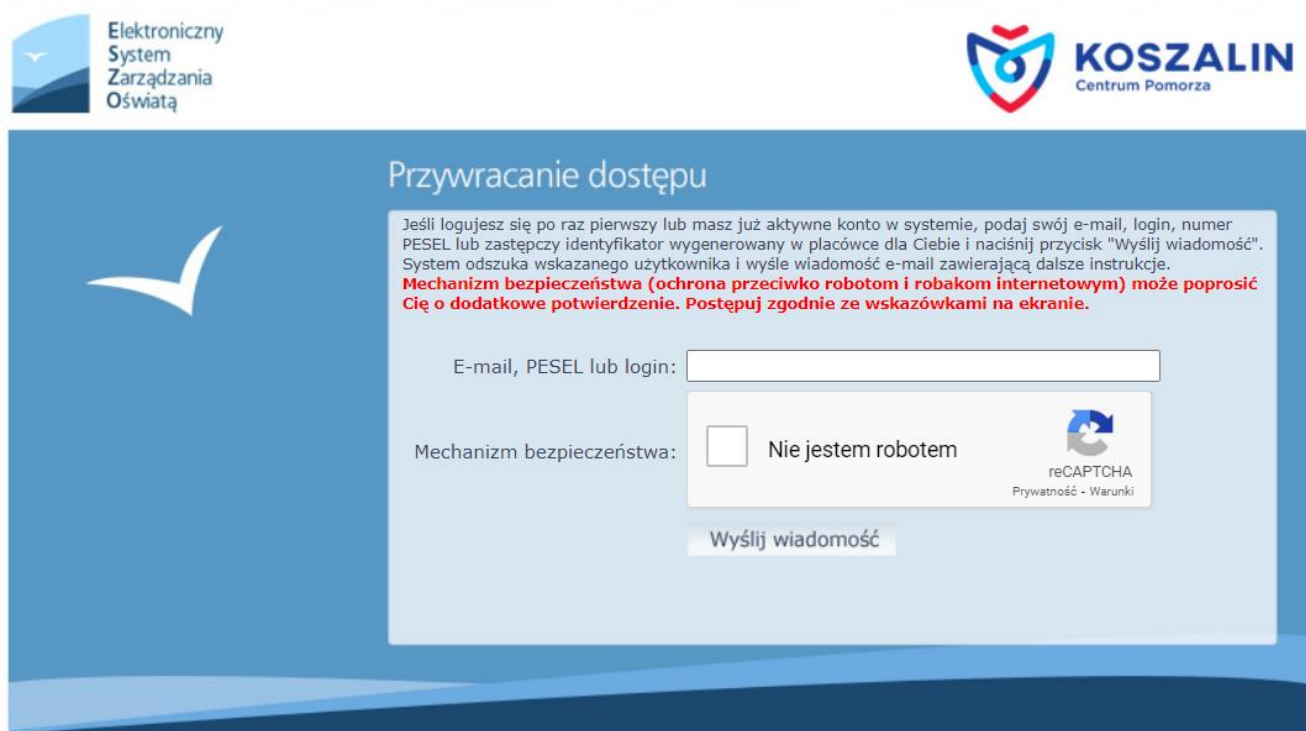 Elektroniczny
System
Zarządzania
Oświatą
KOSZALIN
Centrum Pomorza
Przywracanie dostępu
Jeśli logujesz się po raz pierwszy lub masz już aktywne konto w systemie, podaj swój e-mail, login, numer
PESEL lub zastępczy identyfikator wygenerowany w placówce dla Ciebie i naciśnij przycisk "Wyślij wiadomość".
System odszuka wskazanego użytkownika i wyśle wiadomość e-mail zawierającą dalsze instrukcje.
Mechanizm bezpieczeństwa (ochrona przeciwko robotom i robakom internetowym) może poprosić
Cię o dodatkowe potwierdzenie. Postępuj zgodnie ze wskazówkami na ekranie.
E-mail, PESEL lub login:
Mechanizm bezpieczeństwa:
Nie jestem robotem
reCAPTCHA
Prywatność - Warunki
Wyślij wiadomość